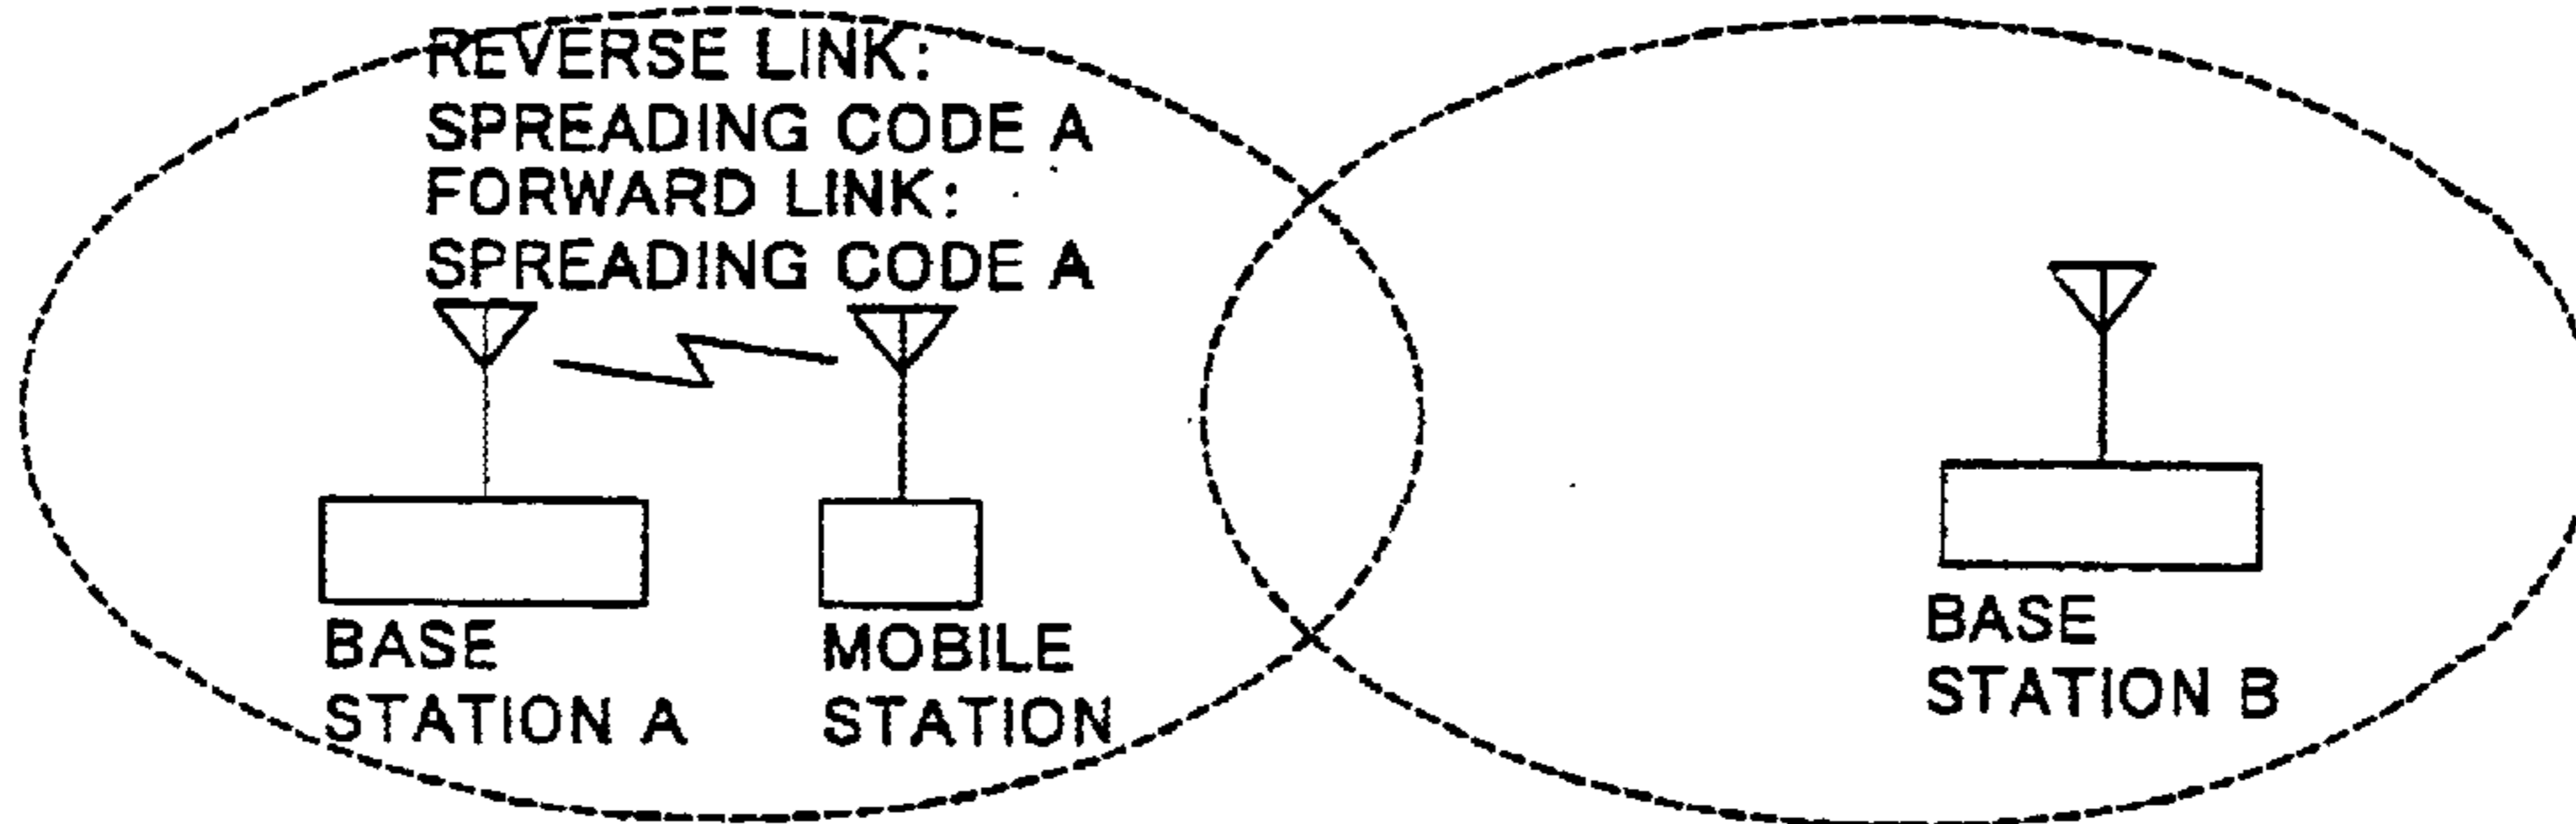 REVERSE LINK:
SPREADING CODE A
FORWARD LINK:
SPREADING CODE A
BASE
STATION A
MOBILE
STATION
BASE
STATION B